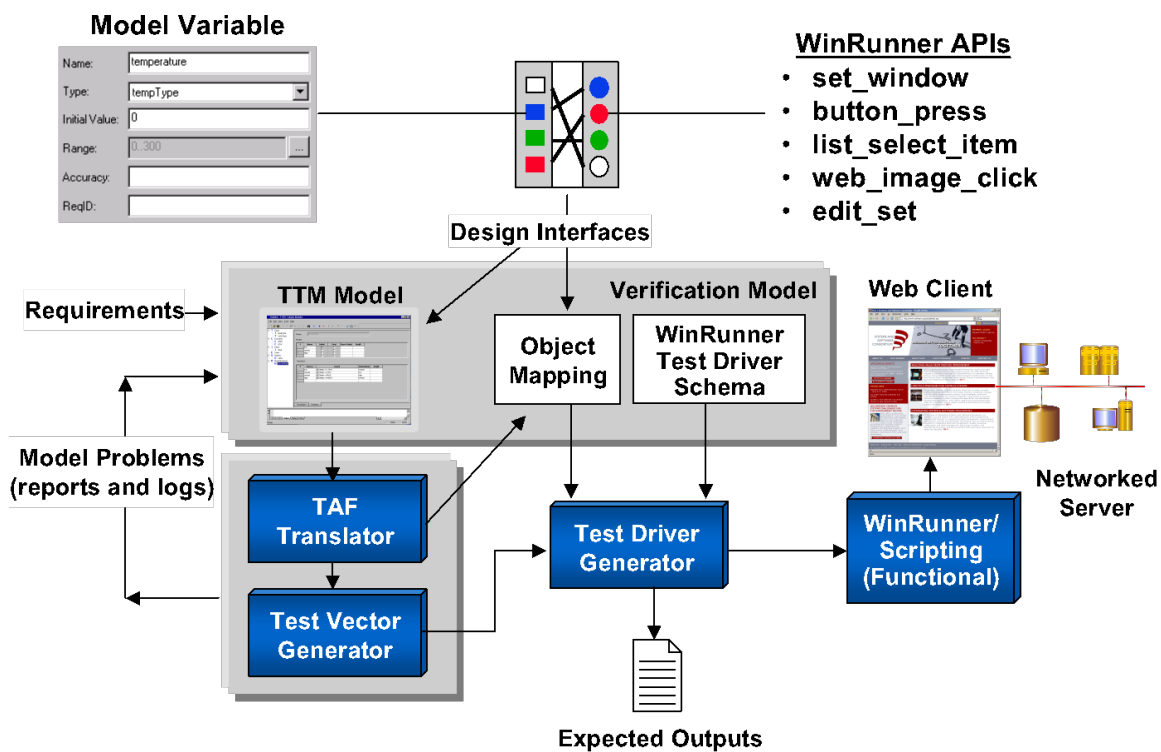 Model Variable
Name:
temperature
Type:
tempType
Initial Value:
0
Range:
0..300
...
Accuracy:
ReqID:
WinRunner APIs
• set_window
• button_press
• list_select_item
• web_image_click
• edit_set
Design Interfaces
Requirements
TTM Model
Verification Model
Object
Mapping
WinRunner
Test Driver
Schema
Web Client
Networked
Server
Model Problems
(reports and logs)
TAF
Translator
Test Vector
Generator
Test Driver
Generator
WinRunner/
Scripting
(Functional)
Expected Outputs